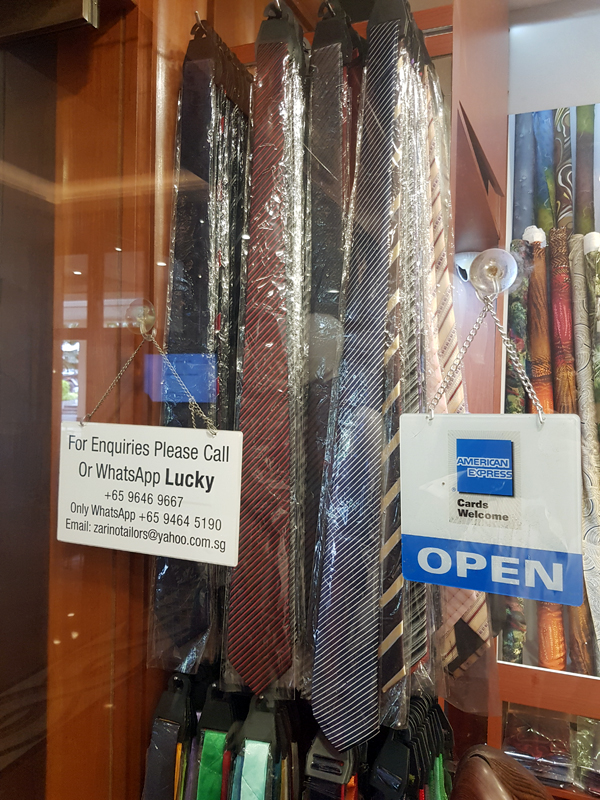 For Enquiries Please Call
Or WhatsApp Lucky
+65 9646 9667
Only WhatsApp +65 9464 5190
Email: zarinotailors@yahoo.com.sg
AMERICAN
EXPRESS
Cards
Welcome
OPEN